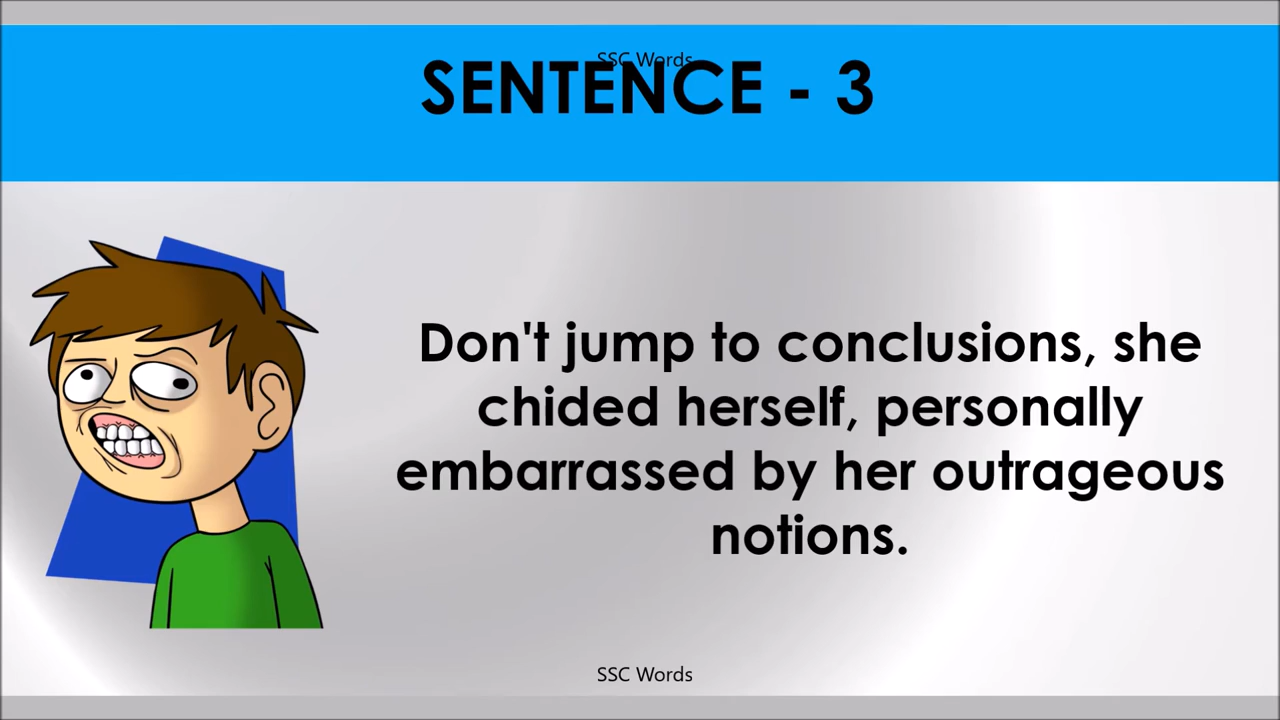 SSC Words
SENTENCE - 3
Don't jump to conclusions, she
chided herself, personally
embarrassed by her outrageous
notions.
SSC Words